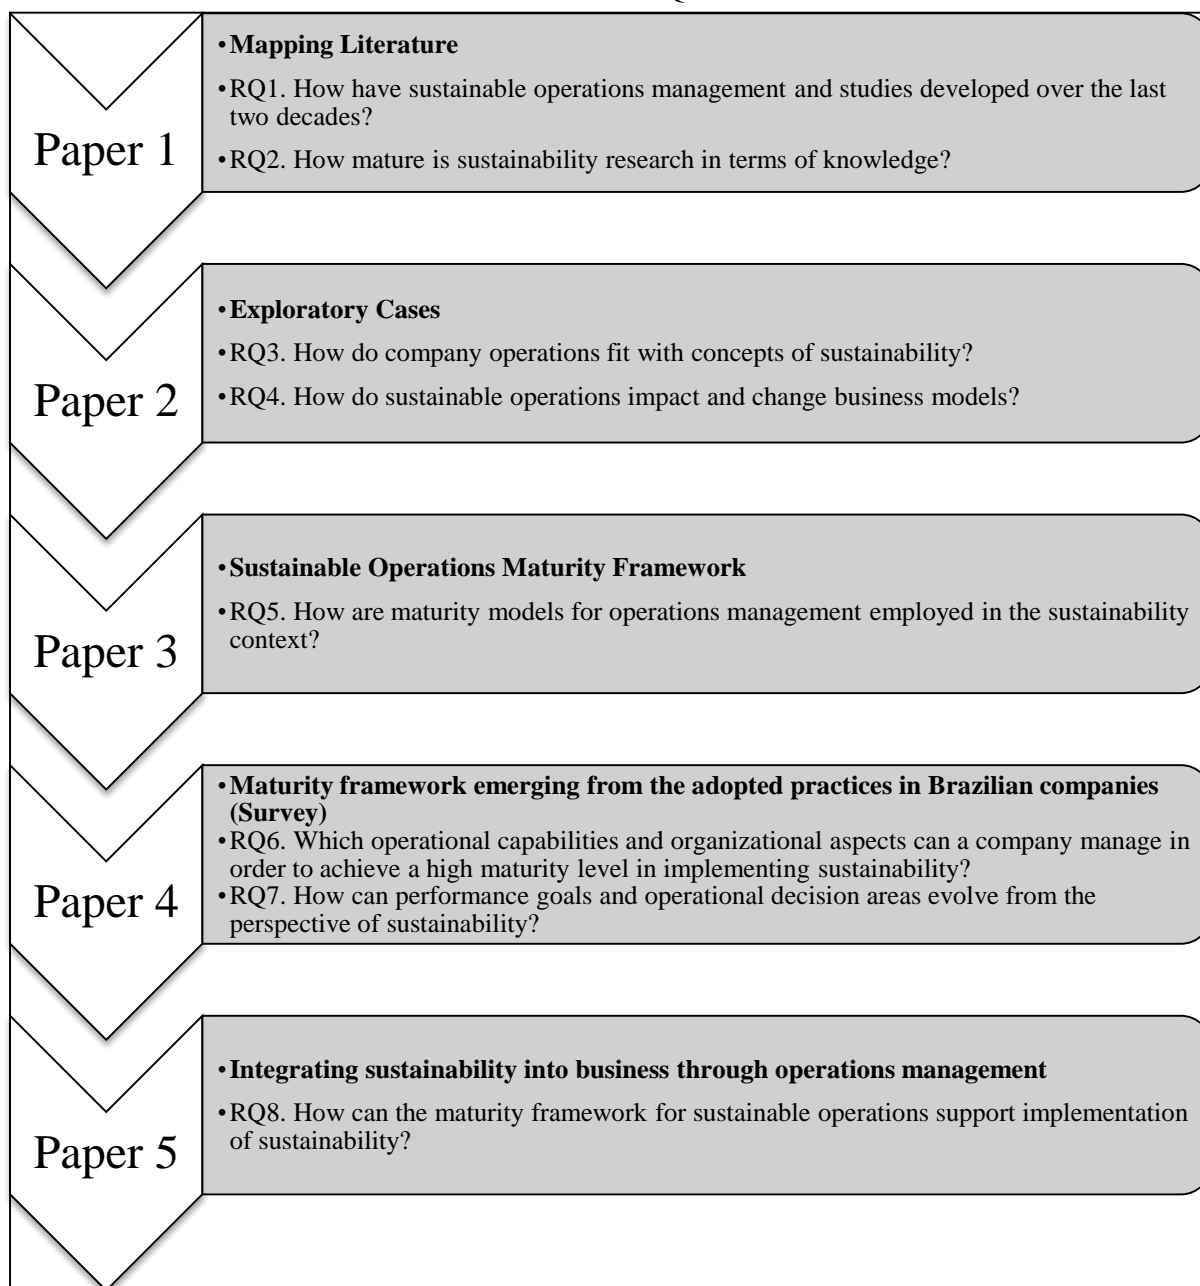 Paper 1
•Mapping Literature
•RQ1. How have sustainable operations management and studies developed over the last
two decades?
•RQ2. How mature is sustainability research in terms of knowledge?
Paper 2
•Exploratory Cases
•RQ3. How do company operations fit with concepts of sustainability?
•RQ4. How do sustainable operations impact and change business models?
Paper 3
•Sustainable Operations Maturity Framework
•RQ5. How are maturity models for operations management employed in the sustainability
context?
Paper 4
•Maturity framework emerging from the adopted practices in Brazilian companies
(Survey)
•RQ6. Which operational capabilities and organizational aspects can a company manage in
order to achieve a high maturity level in implementing sustainability?
•RQ7. How can performance goals and operational decision areas evolve from the
perspective of sustainability?
Paper 5
•Integrating sustainability into business through operations management
•RQ8. How can the maturity framework for sustainable operations support implementation
of sustainability?